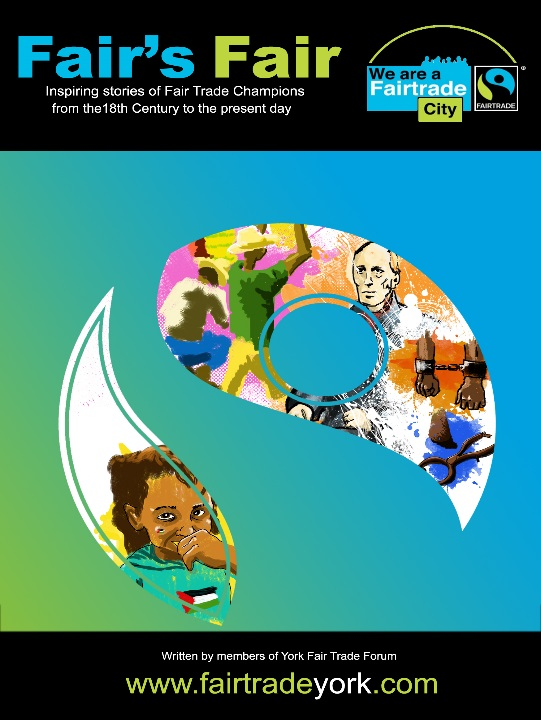 Fair's Fair
Inspiring stories of Fair Trade Champions
from the18th Century to the present day
We are a
Fairtrade
City
FAIRTRADE
®
Written by members of York Fair Trade Forum
www.fairtradeyork.com